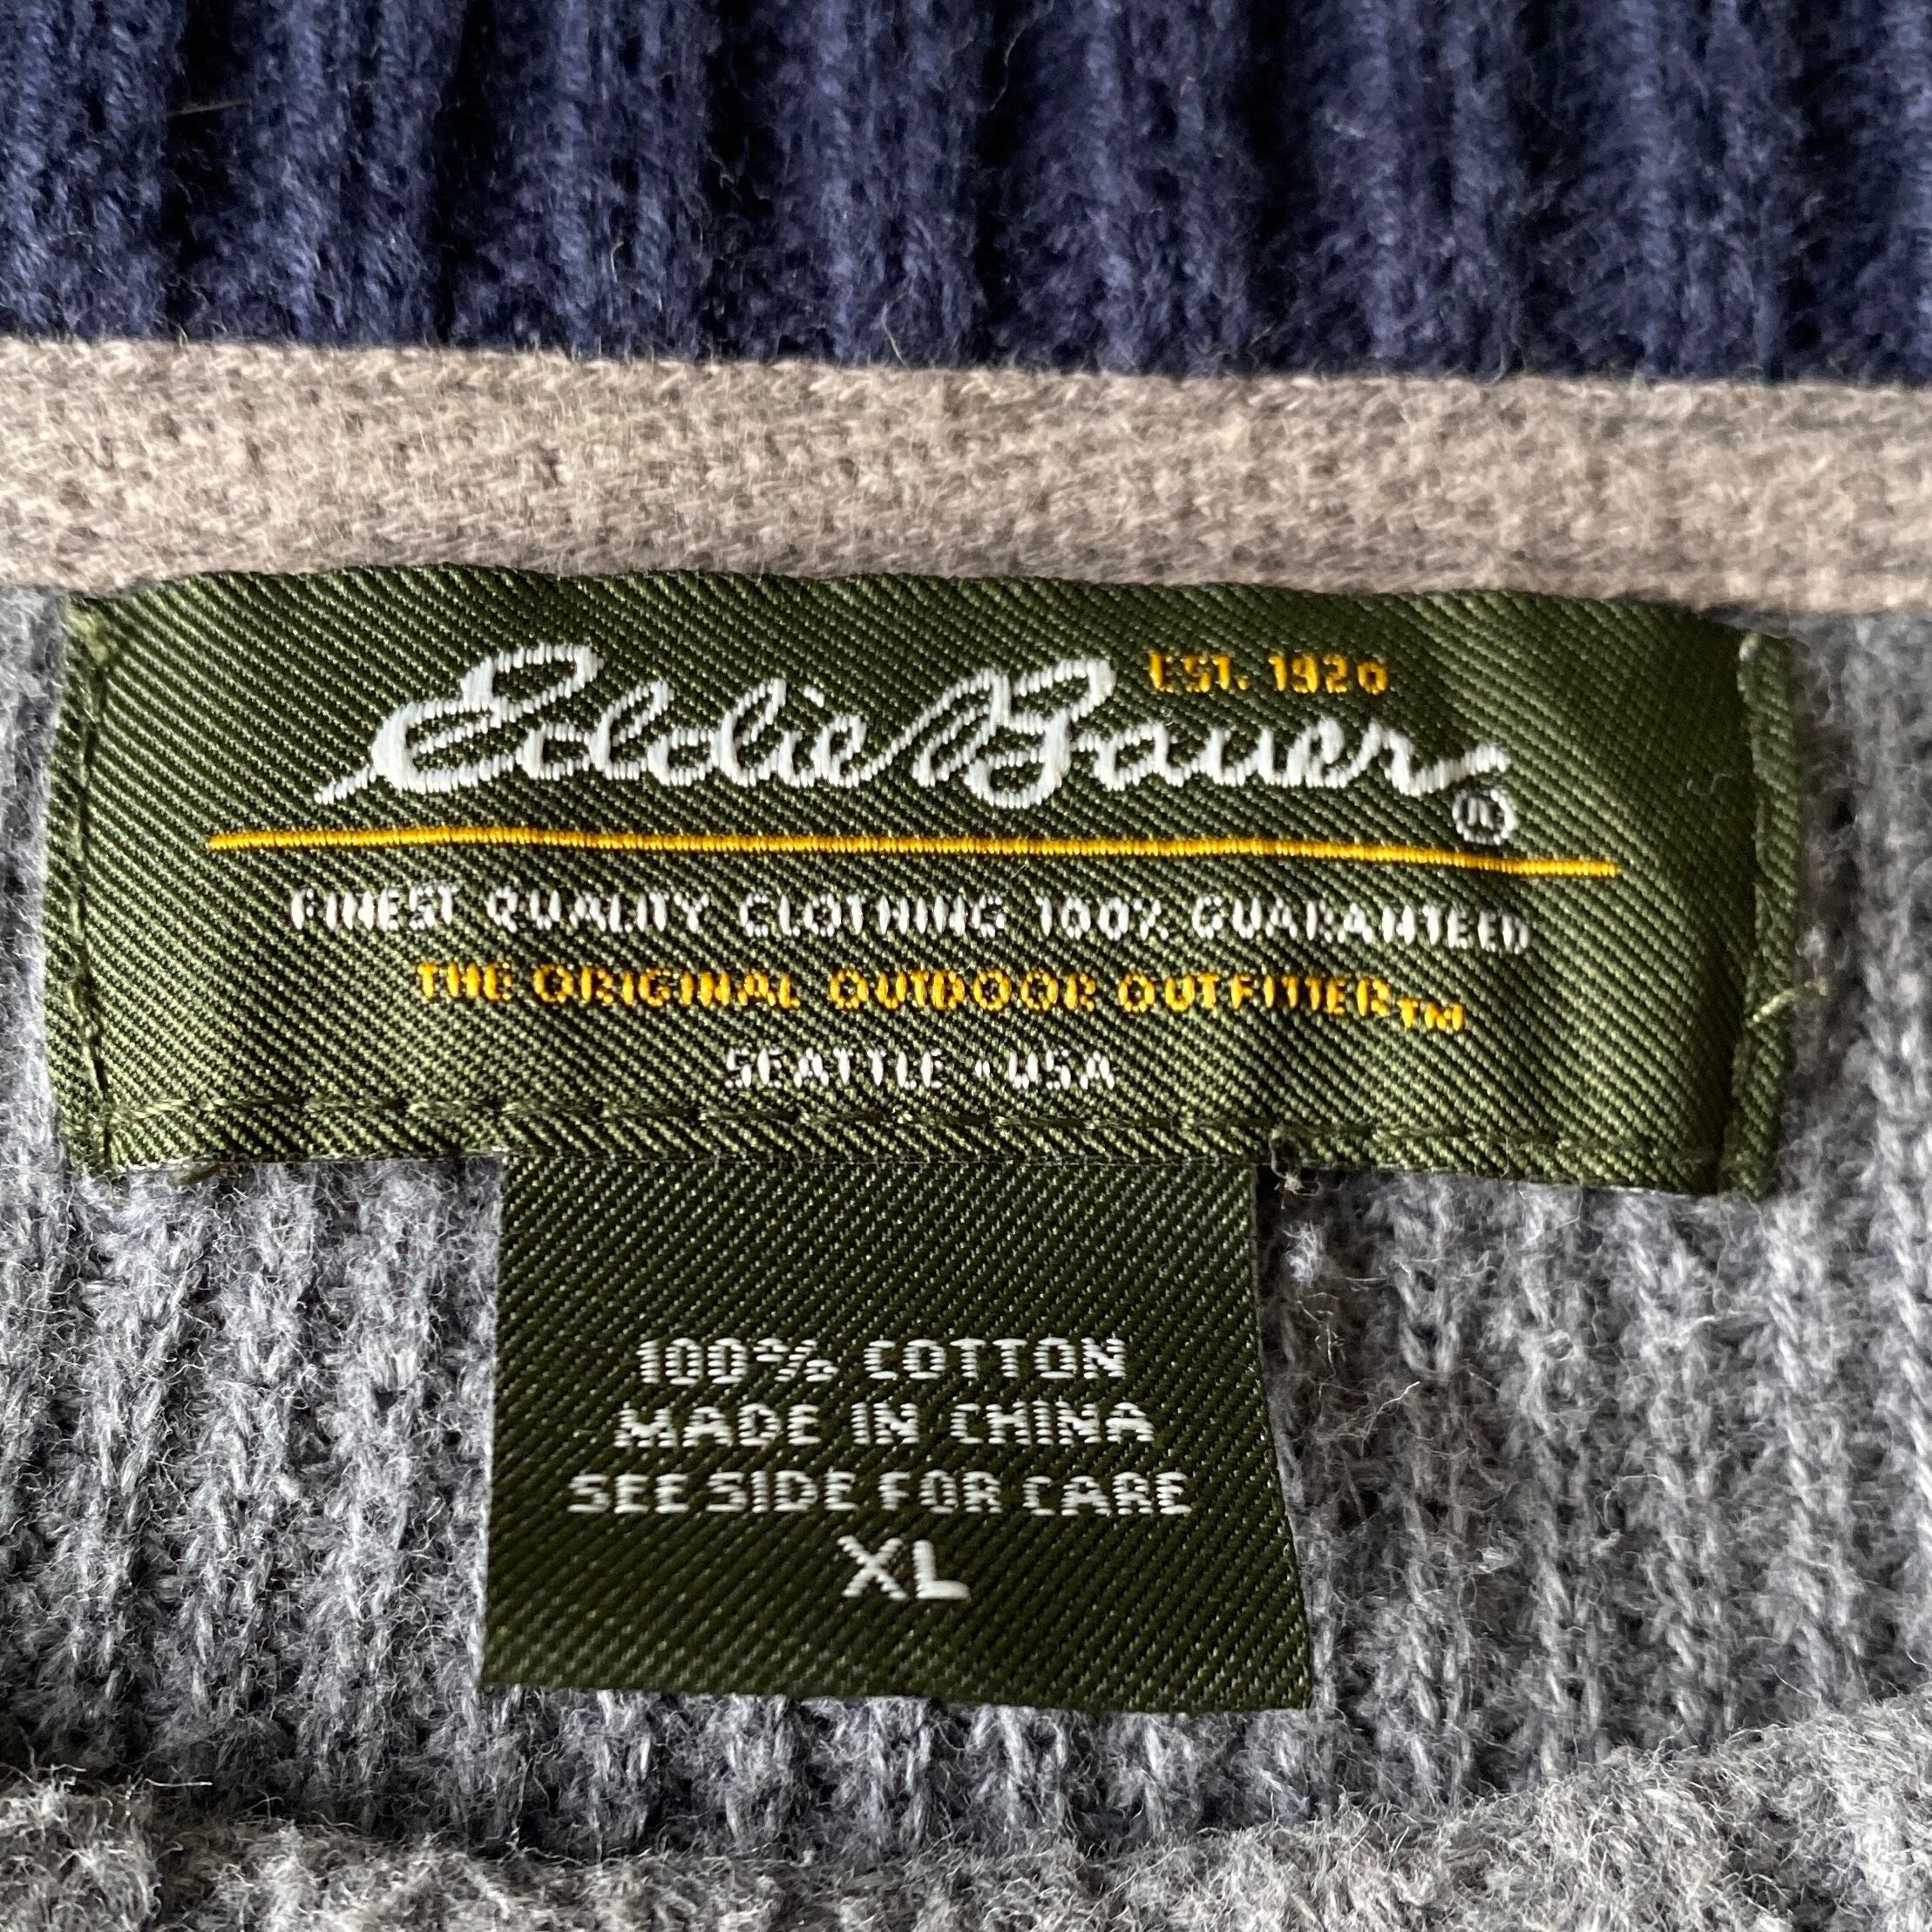 EST. 1920
Eddie Bauer®
FINEST QUALITY CLOTHING 100% GUARANTEED
THE ORIGINAL OUTDOOR OUTFITTER™
SEATTLE • USA
100% COTTON
MADE IN CHINA
SEE SIDE FOR CARE
XL